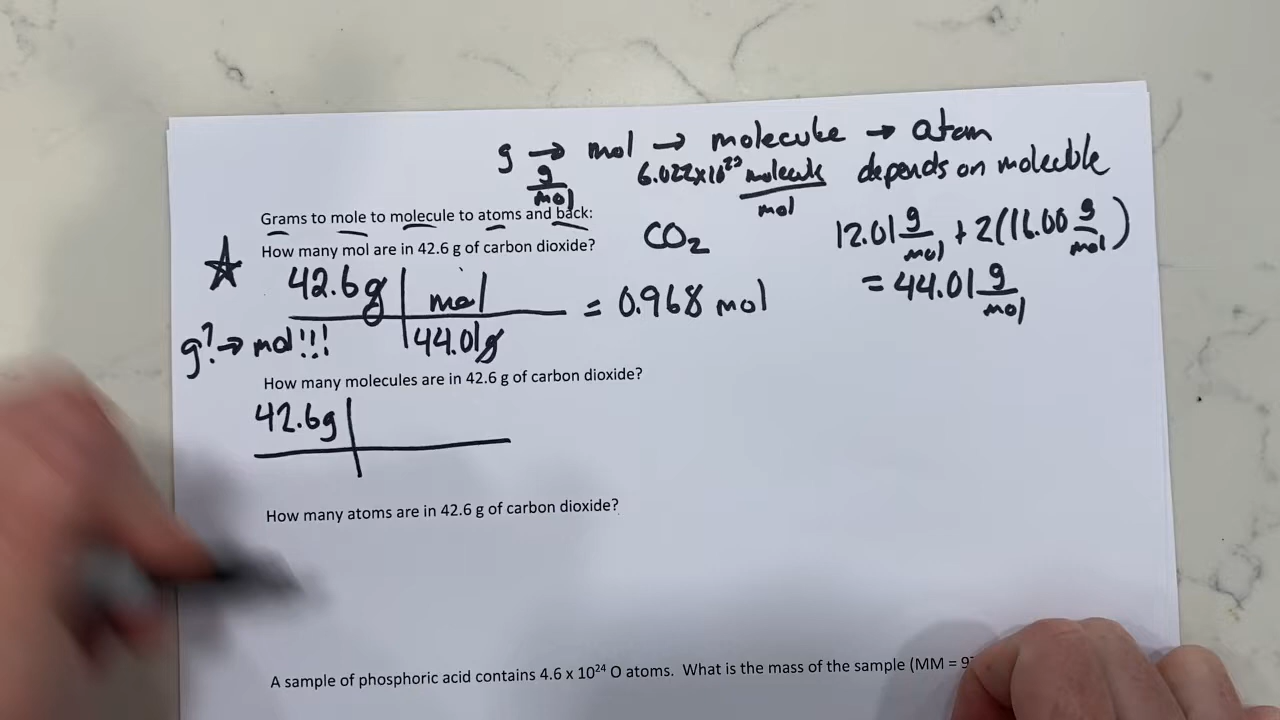 g → mol → molecule → atom
g/mol 6.022x10²³ molecule/mol depends on molecule
Grams to mole to molecule to atoms and back:
How many mol are in 42.6 g of carbon dioxide?
CO₂
12.01 g/mol + 2(16.00 g/mol)
= 44.01 g/mol
42.6g | mol
44.01g
= 0.968 mol
g? → mol!!!
How many molecules are in 42.6 g of carbon dioxide?
42.6g
How many atoms are in 42.6 g of carbon dioxide?
A sample of phosphoric acid contains 4.6 x 10²⁴ O atoms. What is the mass of the sample (MM = 9